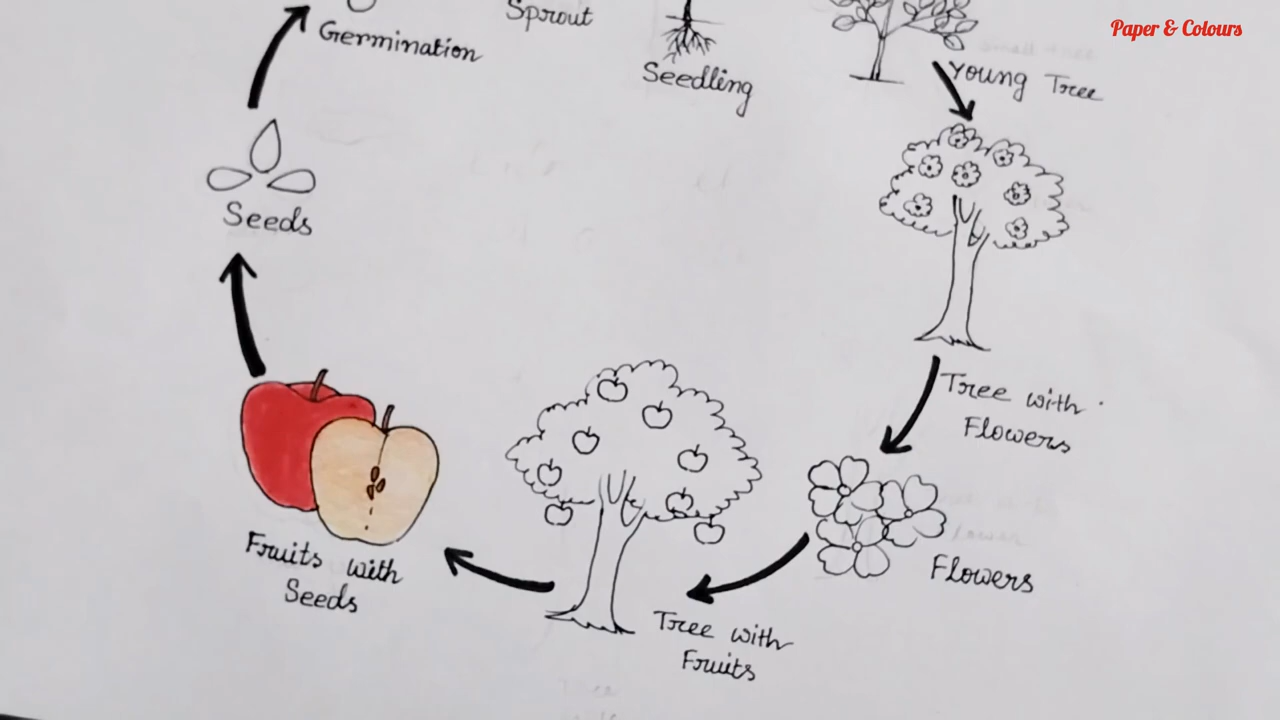 Paper & Colours
Germination
Sprout
Seedling
Young Tree
Seeds
Tree with
Flowers
Flowers
Fruits with
Seeds
Tree with
Fruits